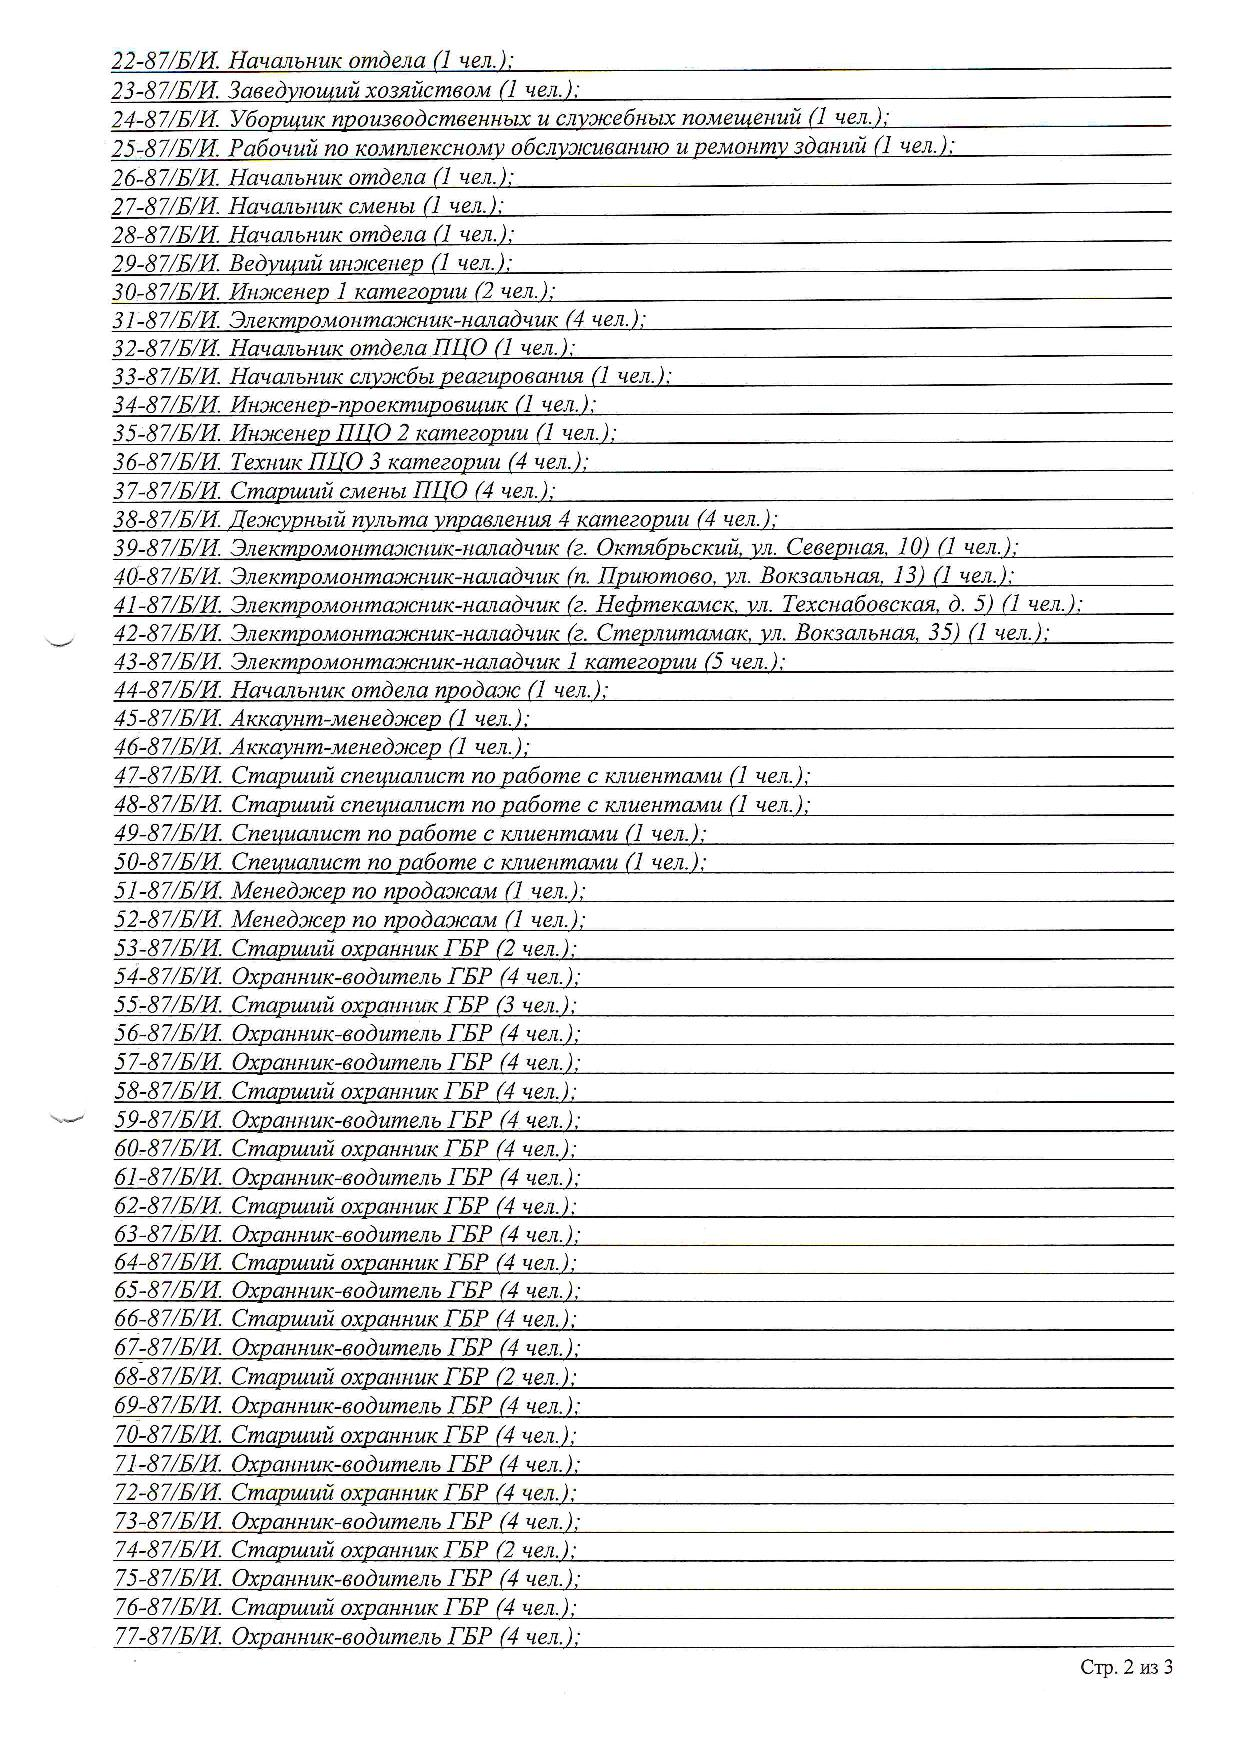 22-87/Б/И. Начальник отдела (1 чел.);
23-87/Б/И. Заведующий хозяйством (1 чел.);
24-87/Б/И. Уборщик производственных и служебных помещений (1 чел.);
25-87/Б/И. Рабочий по комплексному обслуживанию и ремонту зданий (1 чел.);
26-87/Б/И. Начальник отдела (1 чел.);
27-87/Б/И. Начальник смены (1 чел.);
28-87/Б/И. Начальник отдела (1 чел.);
29-87/Б/И. Ведущий инженер (1 чел.);
30-87/Б/И. Инженер 1 категории (2 чел.);
31-87/Б/И. Электромонтажник-наладчик (4 чел.);
32-87/Б/И. Начальник отдела ПЦО (1 чел.);
33-87/Б/И. Начальник службы реагирования (1 чел.);
34-87/Б/И. Инженер-проектировщик (1 чел.);
35-87/Б/И. Инженер ПЦО 2 категории (1 чел.);
36-87/Б/И. Техник ПЦО 3 категории (4 чел.);
37-87/Б/И. Старший смены ПЦО (4 чел.);
38-87/Б/И. Дежурный пульта управления 4 категории (4 чел.);
39-87/Б/И. Электромонтажник-наладчик (г. Октябрьский, ул. Северная, 10) (1 чел.);
40-87/Б/И. Электромонтажник-наладчик (п. Приютово, ул. Вокзальная, 13) (1 чел.);
41-87/Б/И. Электромонтажник-наладчик (г. Нефтекамск, ул. Техснабовская, д. 5) (1 чел.);
42-87/Б/И. Электромонтажник-наладчик (г. Стерлитамак, ул. Вокзальная, 35) (1 чел.);
43-87/Б/И. Электромонтажник-наладчик 1 категории (5 чел.);
44-87/Б/И. Начальник отдела продаж (1 чел.);
45-87/Б/И. Аккаунт-менеджер (1 чел.);
46-87/Б/И. Аккаунт-менеджер (1 чел.);
47-87/Б/И. Старший специалист по работе с клиентами (1 чел.);
48-87/Б/И. Старший специалист по работе с клиентами (1 чел.);
49-87/Б/И. Специалист по работе с клиентами (1 чел.);
50-87/Б/И. Специалист по работе с клиентами (1 чел.);
51-87/Б/И. Менеджер по продажам (1 чел.);
52-87/Б/И. Менеджер по продажам (1 чел.);
53-87/Б/И. Старший охранник ГБР (2 чел.);
54-87/Б/И. Охранник-водитель ГБР (4 чел.);
55-87/Б/И. Старший охранник ГБР (3 чел.);
56-87/Б/И. Охранник-водитель ГБР (4 чел.);
57-87/Б/И. Охранник-водитель ГБР (4 чел.);
58-87/Б/И. Старший охранник ГБР (4 чел.);
59-87/Б/И. Охранник-водитель ГБР (4 чел.);
60-87/Б/И. Старший охранник ГБР (4 чел.);
61-87/Б/И. Охранник-водитель ГБР (4 чел.);
62-87/Б/И. Старший охранник ГБР (4 чел.);
63-87/Б/И. Охранник-водитель ГБР (4 чел.);
64-87/Б/И. Старший охранник ГБР (4 чел.);
65-87/Б/И. Охранник-водитель ГБР (4 чел.);
66-87/Б/И. Старший охранник ГБР (4 чел.);
67-87/Б/И. Охранник-водитель ГБР (4 чел.);
68-87/Б/И. Старший охранник ГБР (2 чел.);
69-87/Б/И. Охранник-водитель ГБР (4 чел.);
70-87/Б/И. Старший охранник ГБР (4 чел.);
71-87/Б/И. Охранник-водитель ГБР (4 чел.);
72-87/Б/И. Старший охранник ГБР (4 чел.);
73-87/Б/И. Охранник-водитель ГБР (4 чел.);
74-87/Б/И. Старший охранник ГБР (2 чел.);
75-87/Б/И. Охранник-водитель ГБР (4 чел.);
76-87/Б/И. Старший охранник ГБР (4 чел.);
77-87/Б/И. Охранник-водитель ГБР (4 чел.);
Стр. 2 из 3